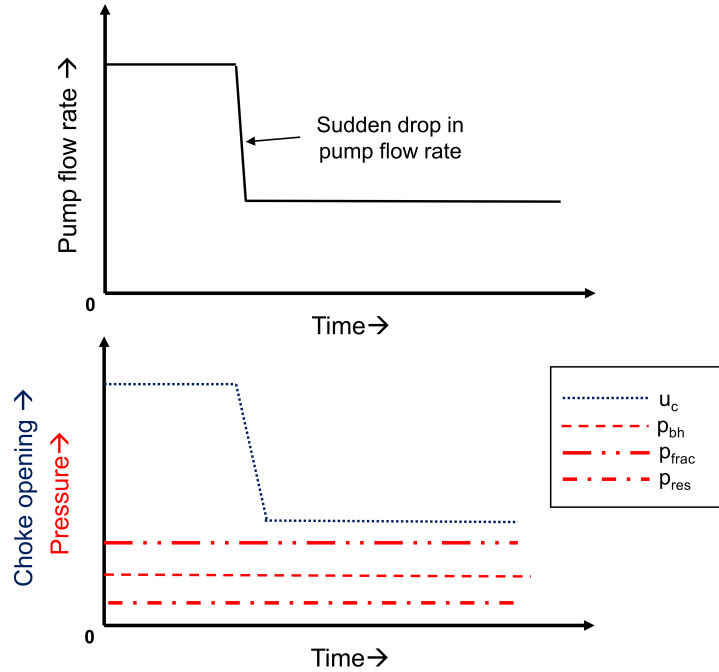 Pump flow rate →
Sudden drop in
pump flow rate
0
Time→
Choke opening →
Pressure→
u_c
p_bh
p_frac
p_res
0
Time→